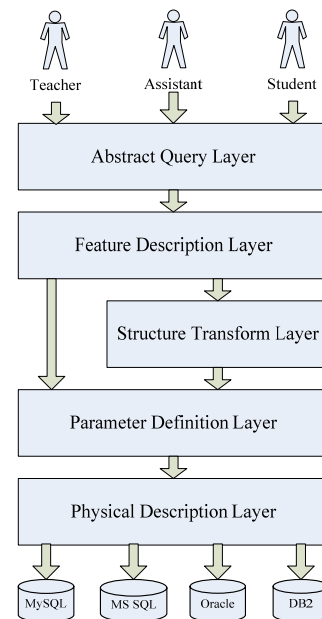 Teacher Assistant Student
Abstract Query Layer
Feature Description Layer
Structure Transform Layer
Parameter Definition Layer
Physical Description Layer
MySQL MS SQL Oracle DB2